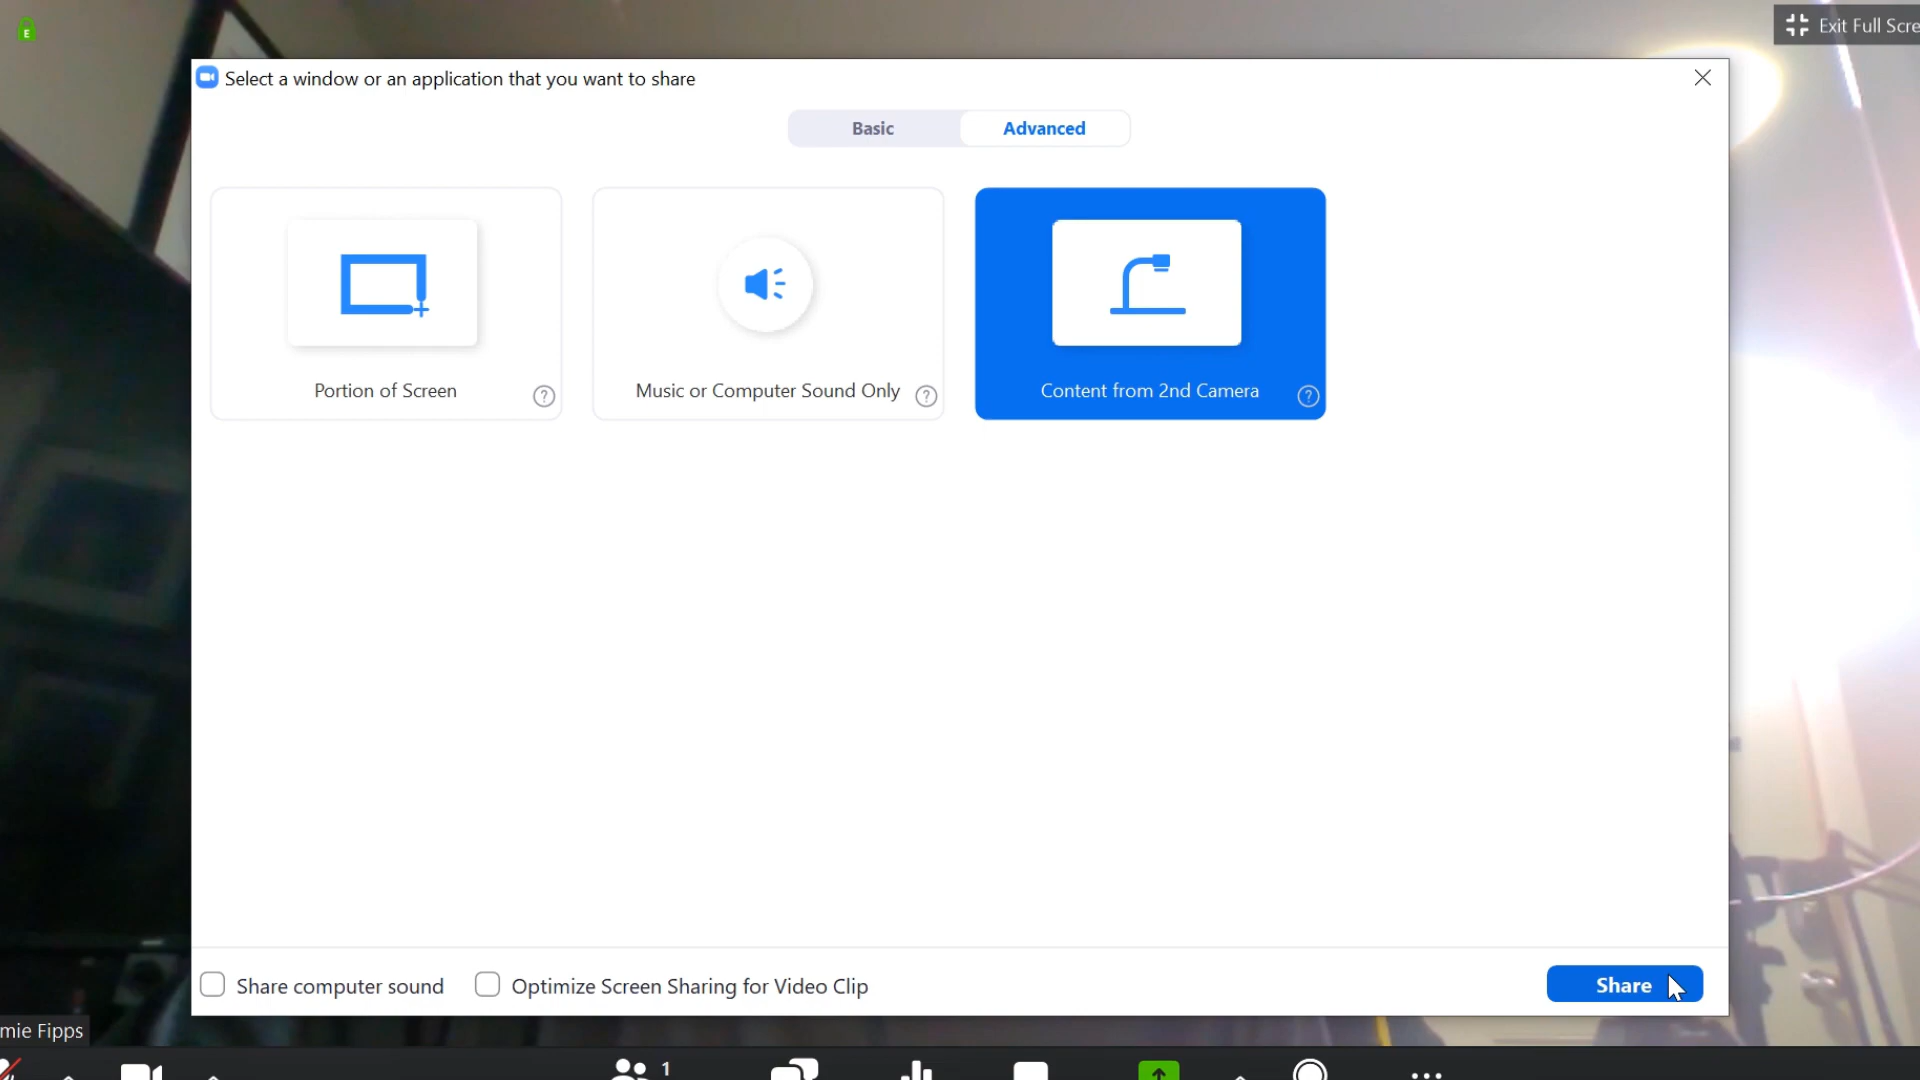 E
Exit Full Scre
Select a window or an application that you want to share
Basic
Advanced
Portion of Screen
?
Music or Computer Sound Only
?
Content from 2nd Camera
?
Share computer sound
Optimize Screen Sharing for Video Clip
Share
mie Fipps
1